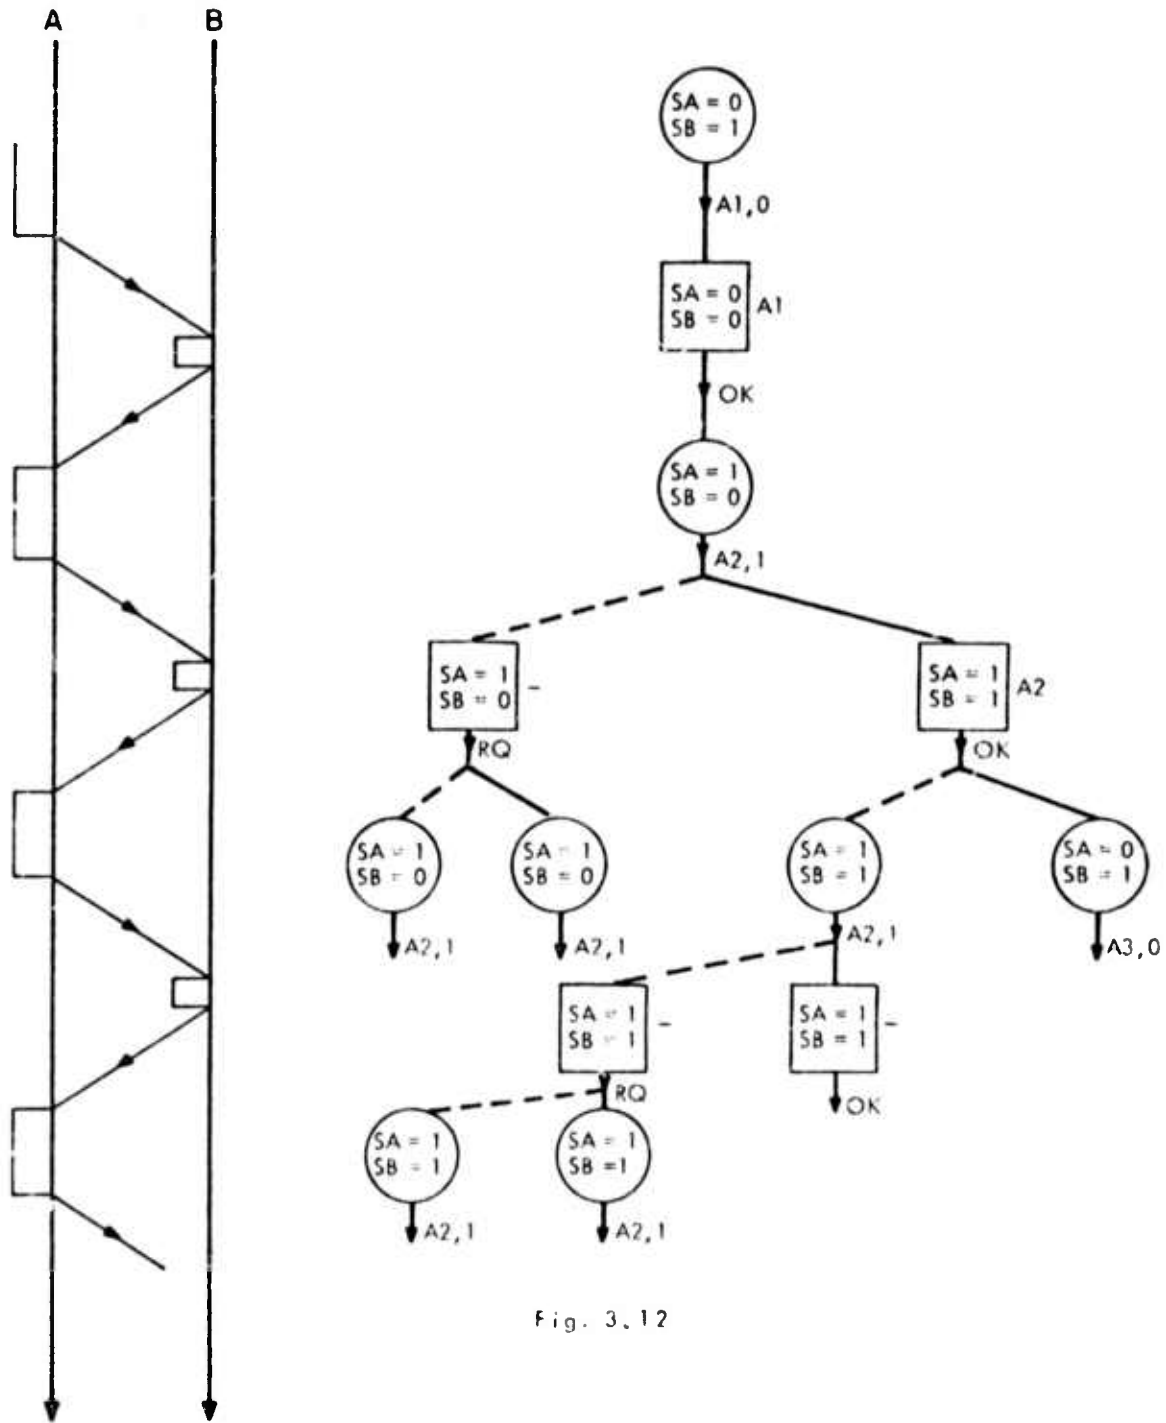 A
B
SA = 0
SB = 1
A1,0
SA = 0
SB = 0
A1
OK
SA = 1
SB = 0
A2,1
SA = 1
SB = 0
-
SA = 1
SB = 1
A2
RQ
OK
SA = 1
SB = 0
SA = 1
SB = 0
SA = 1
SB = 1
SA = 0
SB = 1
A2,1
A2,1
A2,1
A3,0
SA = 1
SB = 1
-
SA = 1
SB = 1
-
RQ
OK
SA = 1
SB = 1
SA = 1
SB =1
A2,1
A2,1
Fig. 3.12